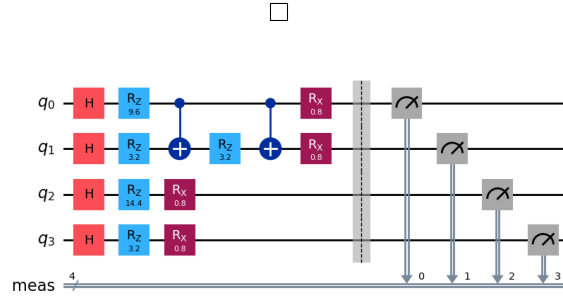 q0 H RZ 9.6 RX 0.8
q1 H RZ 3.2 RZ 3.2 RX 0.8
q2 H RZ 14.4 RX 0.8
q3 H RZ 3.2 RX 0.8
meas 4 0 1 2 3